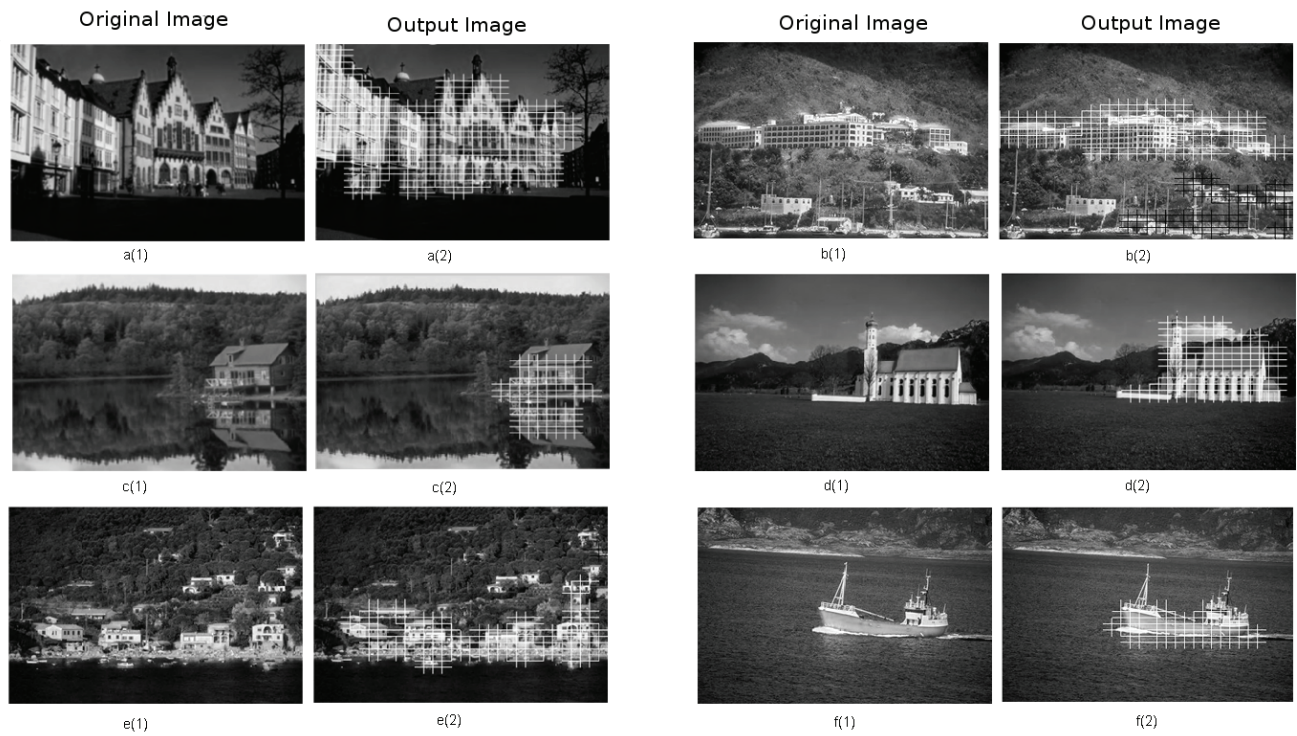 Original Image
Output Image
Original Image
Output Image
a(1)
a(2)
b(1)
b(2)
c(1)
c(2)
d(1)
d(2)
e(1)
e(2)
f(1)
f(2)